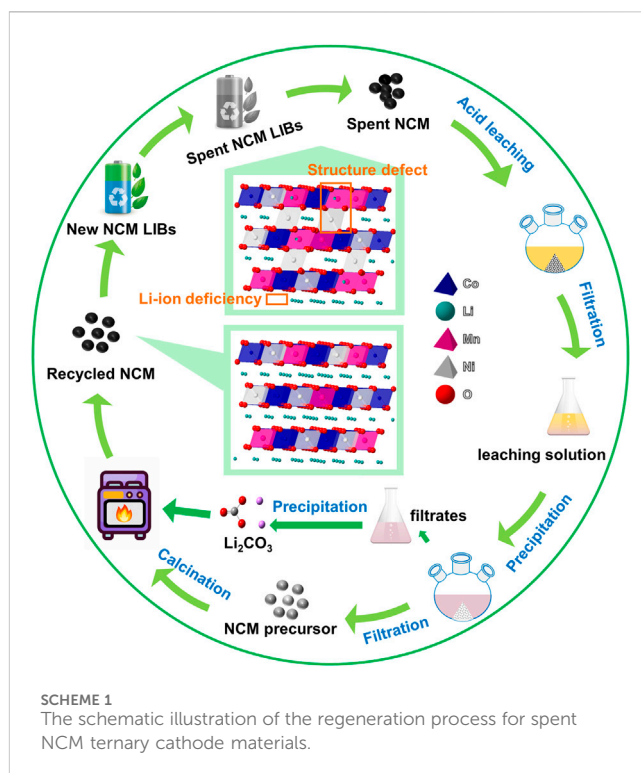 Spent NCM LIBs
Spent NCM
Acid leaching
Structure defect
New NCM LIBs
Li-ion deficiency
Co
Li
Mn
Ni
O
Filtration
Recycled NCM
leaching solution
Precipitation
filtrates
Precipitation
Li₂CO₃
Calcination
NCM precursor
Filtration
SCHEME 1
The schematic illustration of the regeneration process for spent
NCM ternary cathode materials.